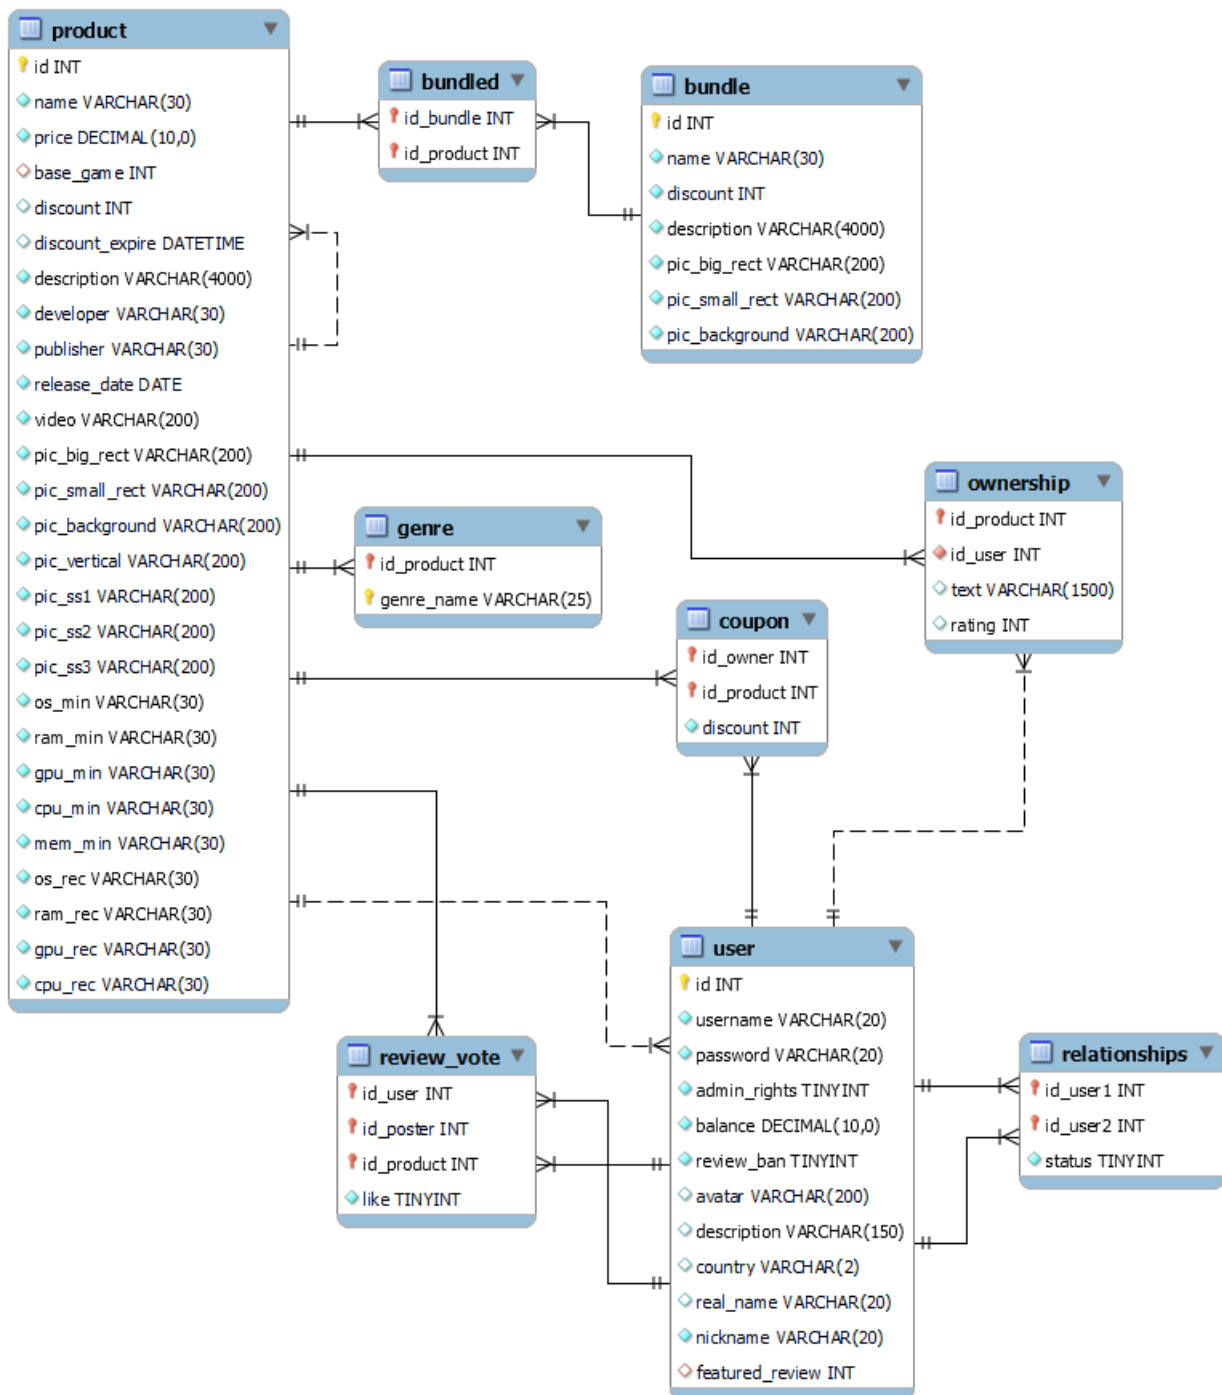 product
id INT
name VARCHAR(30)
price DECIMAL(10,0)
base_game INT
discount INT
discount_expire DATETIME
description VARCHAR(4000)
developer VARCHAR(30)
publisher VARCHAR(30)
release_date DATE
video VARCHAR(200)
pic_big_rect VARCHAR(200)
pic_small_rect VARCHAR(200)
pic_background VARCHAR(200)
pic_vertical VARCHAR(200)
pic_ss1 VARCHAR(200)
pic_ss2 VARCHAR(200)
pic_ss3 VARCHAR(200)
os_min VARCHAR(30)
ram_min VARCHAR(30)
gpu_min VARCHAR(30)
cpu_min VARCHAR(30)
mem_min VARCHAR(30)
os_rec VARCHAR(30)
ram_rec VARCHAR(30)
gpu_rec VARCHAR(30)
cpu_rec VARCHAR(30)
bundled
id_bundle INT
id_product INT
bundle
id INT
name VARCHAR(30)
discount INT
description VARCHAR(4000)
pic_big_rect VARCHAR(200)
pic_small_rect VARCHAR(200)
pic_background VARCHAR(200)
genre
id_product INT
genre_name VARCHAR(25)
ownership
id_product INT
id_user INT
text VARCHAR(1500)
rating INT
coupon
id_owner INT
id_product INT
discount INT
user
id INT
username VARCHAR(20)
password VARCHAR(20)
admin_rights TINYINT
balance DECIMAL(10,0)
review_ban TINYINT
avatar VARCHAR(200)
description VARCHAR(150)
country VARCHAR(2)
real_name VARCHAR(20)
nickname VARCHAR(20)
featured_review INT
review_vote
id_user INT
id_poster INT
id_product INT
like TINYINT
relationships
id_user1 INT
id_user2 INT
status TINYINT